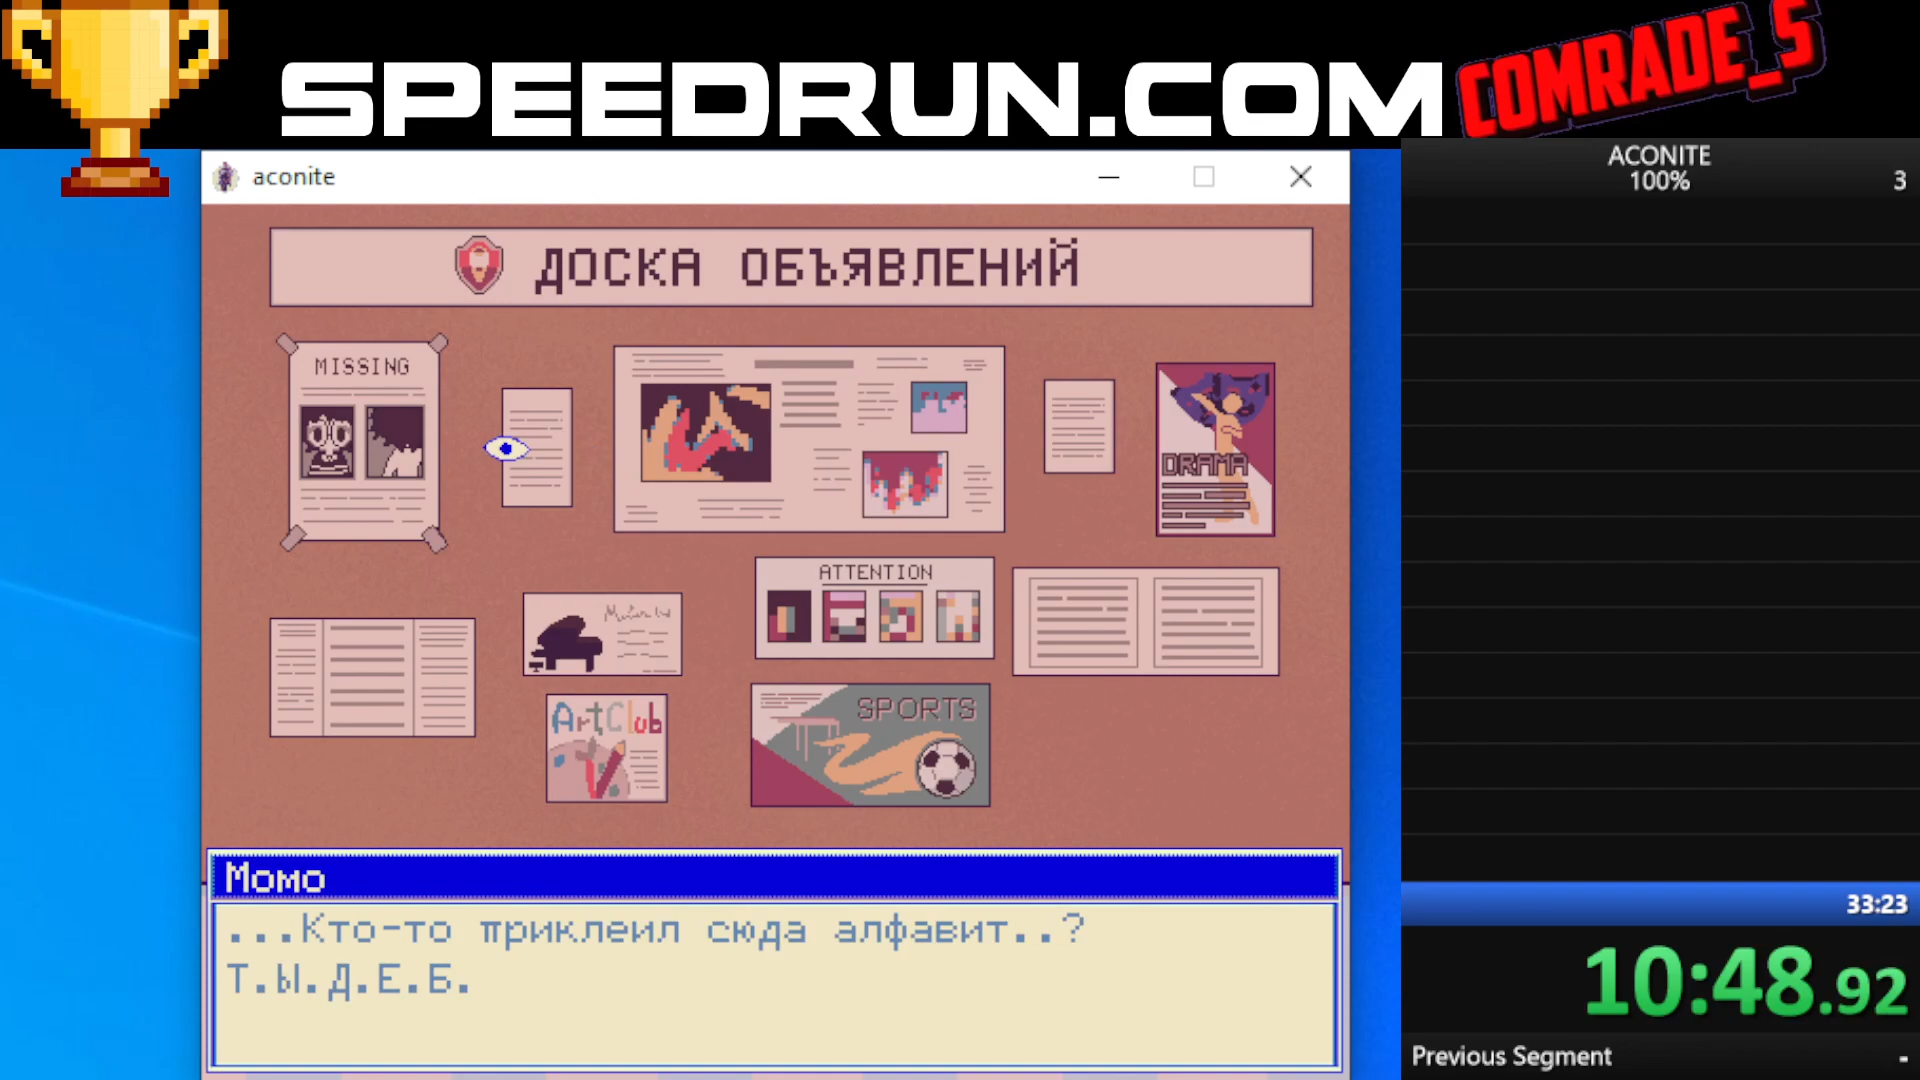 SPEEDRUN.COM
COMRADE_S
aconite
ACONITE
100%
3
ДОСКА ОБЪЯВЛЕНИЙ
MISSING
DRAMA
ATTENTION
ArtClub
SPORTS
Момо
...Кто-то приклеил сюда алфавит..?
Т.Ы.Д.Е.Б.
33:23
10:48.92
Previous Segment
-